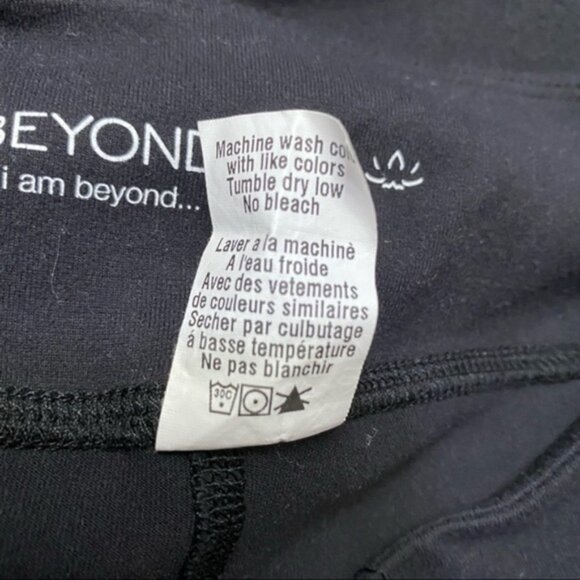 BEYOND
i am beyond...
Machine wash
with like colors
Tumble dry low
No bleach
Laver a la machinè
A l'eau froide
Avec des vetements
de couleurs similaires
Secher par culbutage
á basse température
Ne pas blanchir
30C